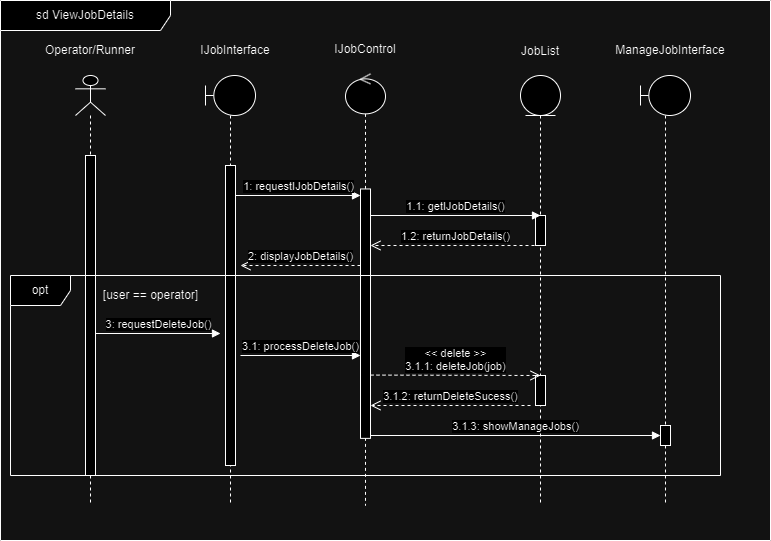 sd ViewJobDetails
Operator/Runner
IJobInterface
IJobControl
JobList
ManageJobInterface
1: requestIJobDetails()
1.1: getIJobDetails()
1.2: returnJobDetails()
2: displayJobDetails()
opt
[user == operator]
3: requestDeleteJob()
3.1: processDeleteJob()
<< delete >>
3.1.1: deleteJob(job)
3.1.2: returnDeleteSucess()
3.1.3: showManageJobs()